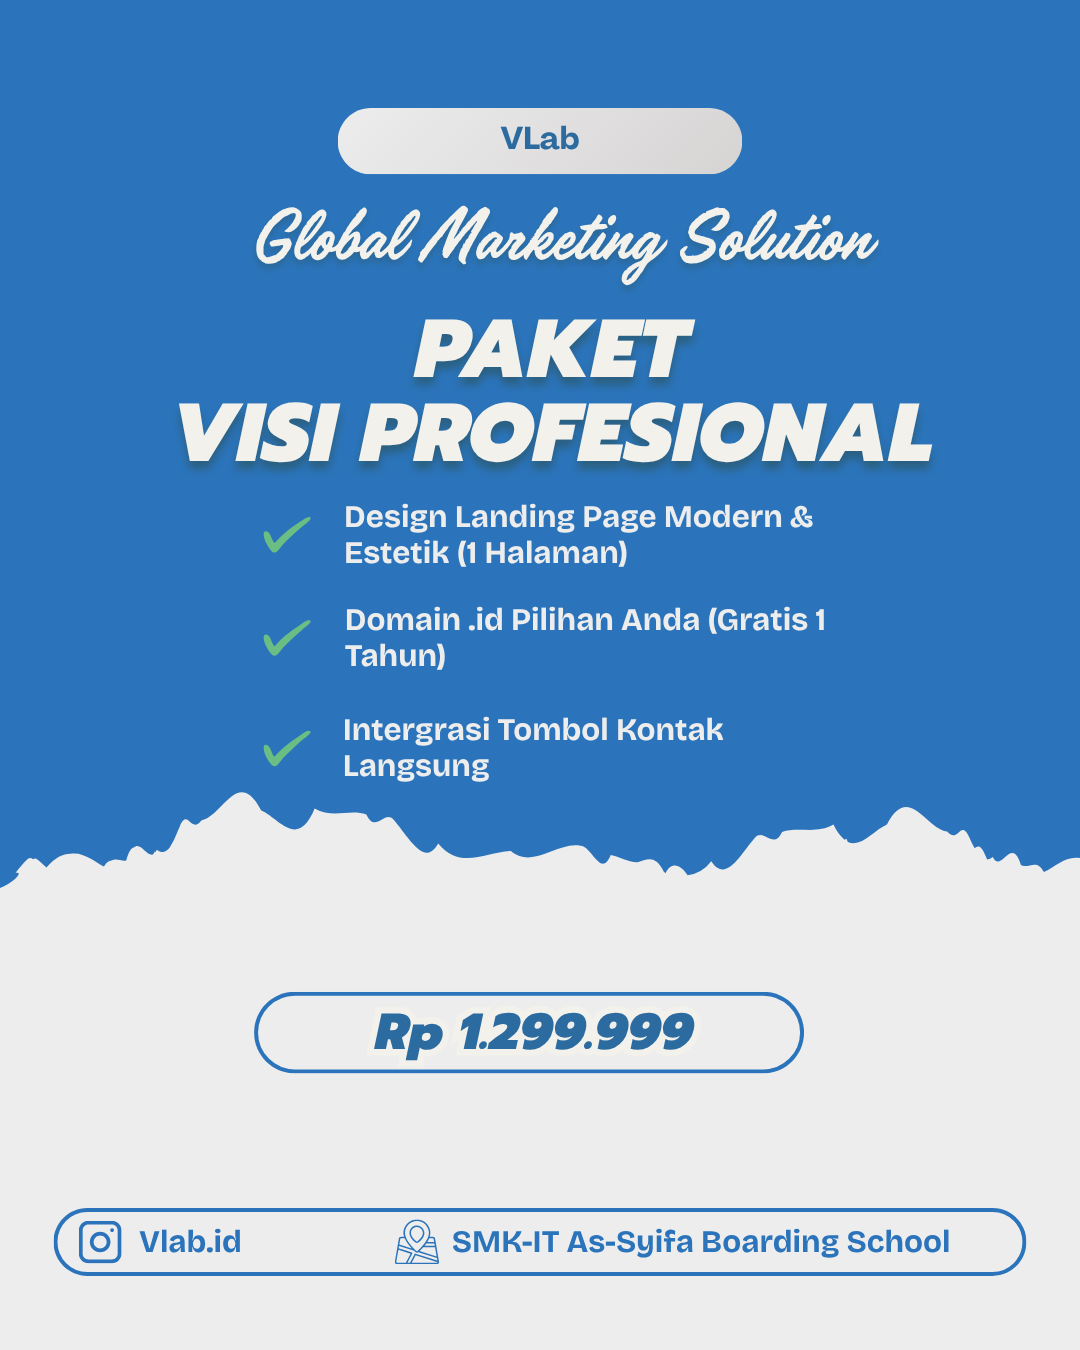 VLab
Global Marketing Solution
PAKET
VISI PROFESIONAL
Design Landing Page Modern &
Estetik (1 Halaman)
Domain .id Pilihan Anda (Gratis 1
Tahun)
Intergrasi Tombol Kontak
Langsung
Rp 1.299.999
Vlab.id
SMK-IT As-Syifa Boarding School